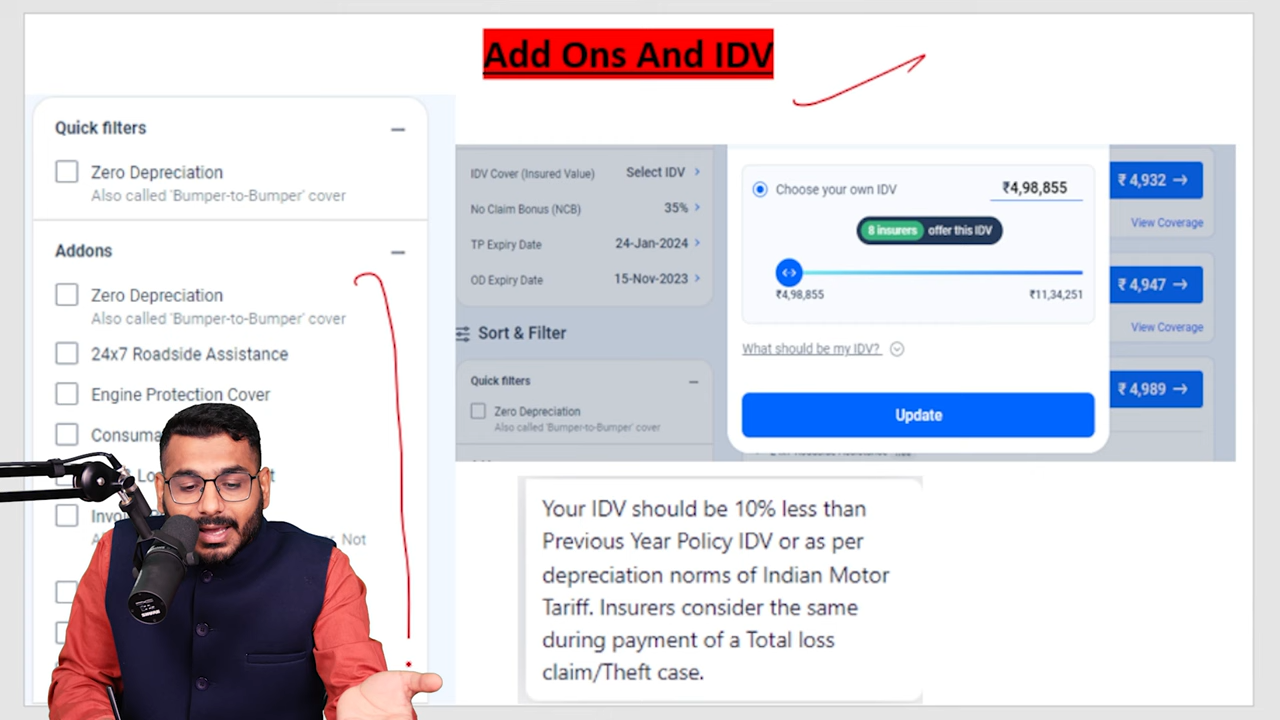 Add Ons And IDV
Quick filters
Zero Depreciation
Also called 'Bumper-to-Bumper' cover
Addons
Zero Depreciation
Also called 'Bumper-to-Bumper' cover
24x7 Roadside Assistance
Engine Protection Cover
Not
IDV Cover (Insured Value) Select IDV >
No Claim Bonus (NCB) 35% >
TP Expiry Date 24-Jan-2024 >
OD Expiry Date 15-Nov-2023 >
Sort & Filter
Quick filters
Zero Depreciation
Also called 'Bumper-to-Bumper' cover
Choose your own IDV ₹4,98,855
8 insurers offer this IDV
₹4,98,855 ₹11,34,251
What should be my IDV?
Update
₹ 4,932 →
View Coverage
₹ 4,947 →
View Coverage
₹ 4,989 →
Your IDV should be 10% less than
Previous Year Policy IDV or as per
depreciation norms of Indian Motor
Tariff. Insurers consider the same
during payment of a Total loss
claim/Theft case.